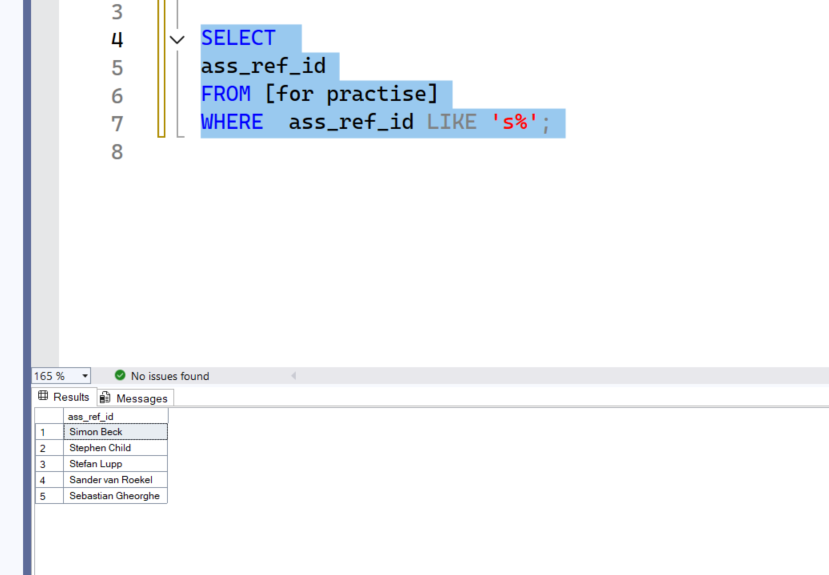 3
4 SELECT
5 ass_ref_id
6 FROM [for practise]
7 WHERE  ass_ref_id LIKE 's%';
8
165 %
No issues found
Results Messages
ass_ref_id
1 Simon Beck
2 Stephen Child
3 Stefan Lupp
4 Sander van Roekel
5 Sebastian Gheorghe